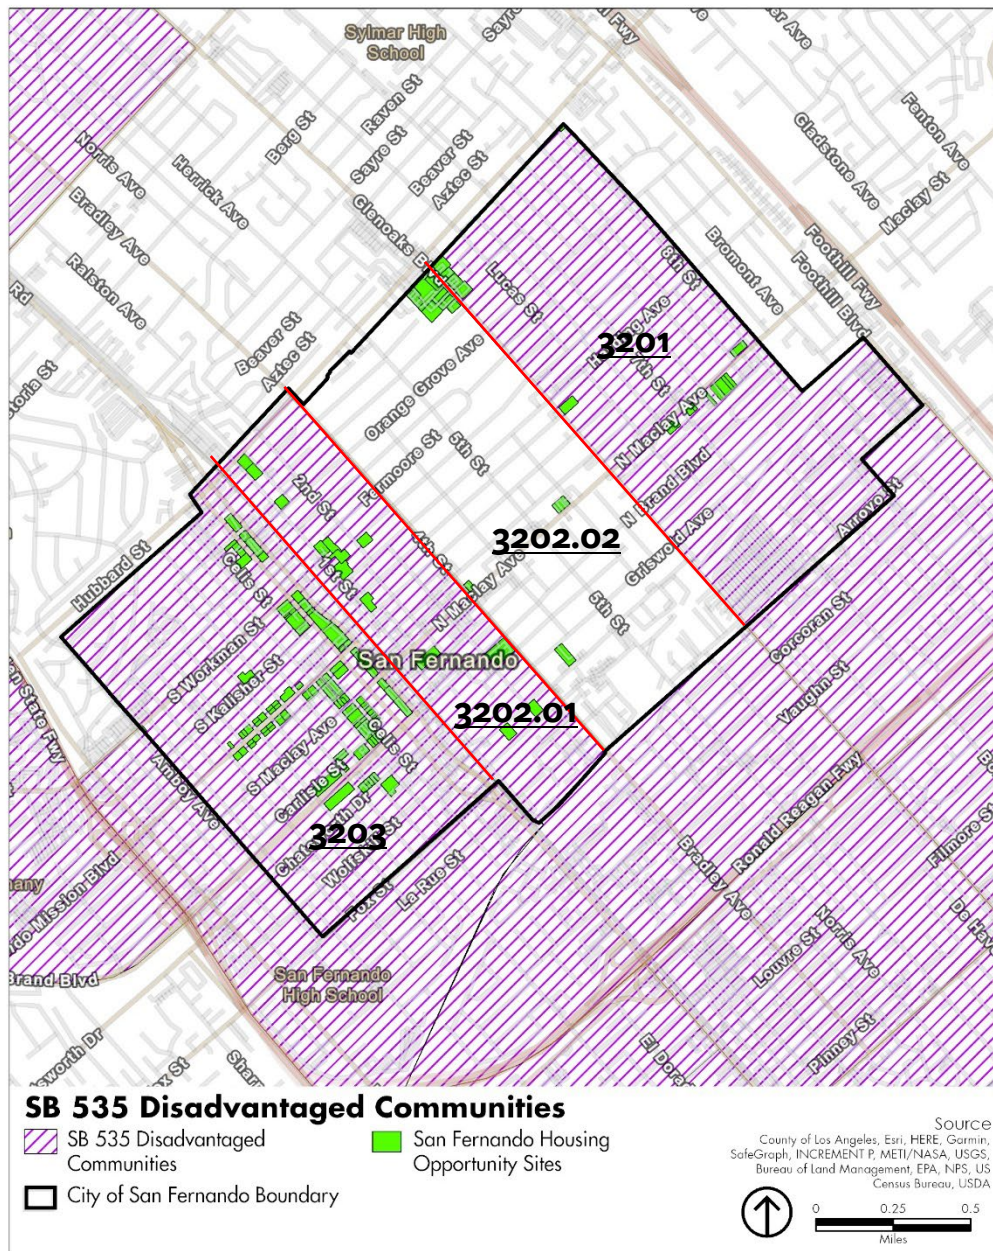 Sylmar High
School
Sayre St
Fwy
Ave
Fenton Ave
Gladstone Ave
Maclay St
Raven St
Berg St
Sayre St
Beaver St
Aztec St
Norris Ave
Herrick Ave
Bradley Ave
Glenoaks Blvd
Foothill Fwy
Foothill Blvd
Bromont Ave
8th St
Ralston Ave
Rd
Lucas St
Beaver St
Aztec St
Orange Grove Ave
3201
7th St
N Maclay Ave
5th St
Fermoore St
N Brand Blvd
2nd St
4th St
3202.02
Arroyo St
Griswold Ave
Hubbard St
Celis St
1st St
N Maclay Ave
5th St
Corcoran St
S Workman St
San Fernando
S Kalisher St
Vaughn St
3202.01
Celis St
S Maclay Ave
Amboy Ave
Carlisle St
Ronald Reagan Fwy
Filmore St
3203
Fox St
La Rue St
Bradley Ave
Brand Blvd
Norris Ave
Louvre St
San Fernando
High School
Pinney St
SB 535 Disadvantaged Communities
SB 535 Disadvantaged
Communities
San Fernando Housing
Opportunity Sites
City of San Fernando Boundary
Source
County of Los Angeles, Esri, HERE, Garmin,
SafeGraph, INCREMENT P, METI/NASA, USGS,
Bureau of Land Management, EPA, NPS, US
Census Bureau, USDA
0 0.25 0.5
Miles